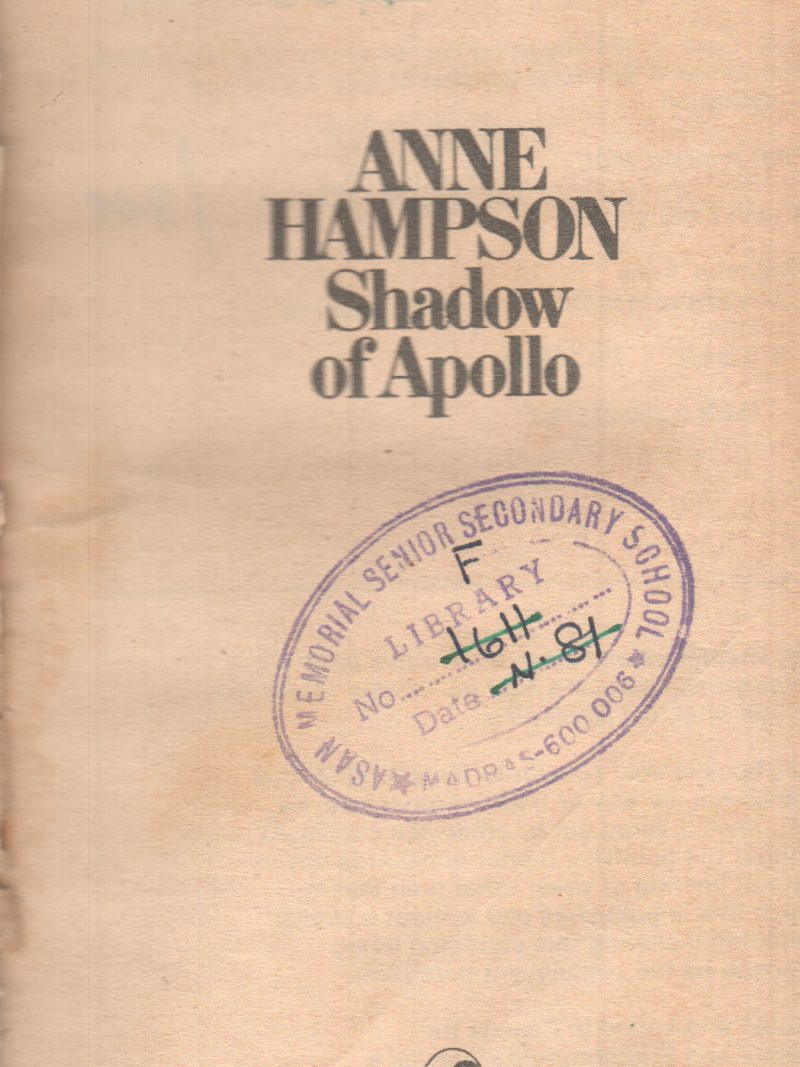 ANNE
HAMPSON
Shadow
of Apollo
ASAN MEMORIAL SENIOR SECONDARY SCHOOL
F
LIBRARY
No. 1611
Date N. 81
MADRAS-600 006